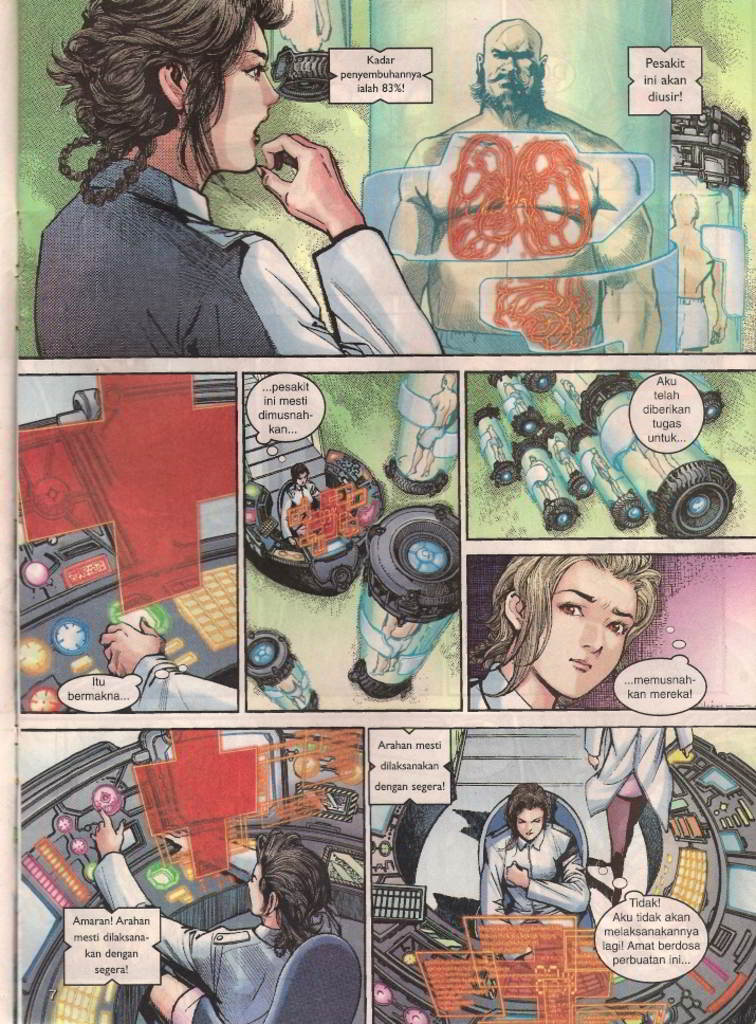 Kadar
penyembuhannya
ialah 83%!
Pesakit
ini akan
diusir!
Itu
bermakna...
...pesakit
ini mesti
dimusnah-
kan...
Aku
telah
diberikan
tugas
untuk...
...memusnah-
kan mereka!
Amaran! Arahan
mesti dilaksana-
kan dengan
segera!
Arahan mesti
dilaksanakan
dengan segera!
Tidak!
Aku tidak akan
melaksanakannya
lagi! Amat berdosa
perbuatan ini...
7